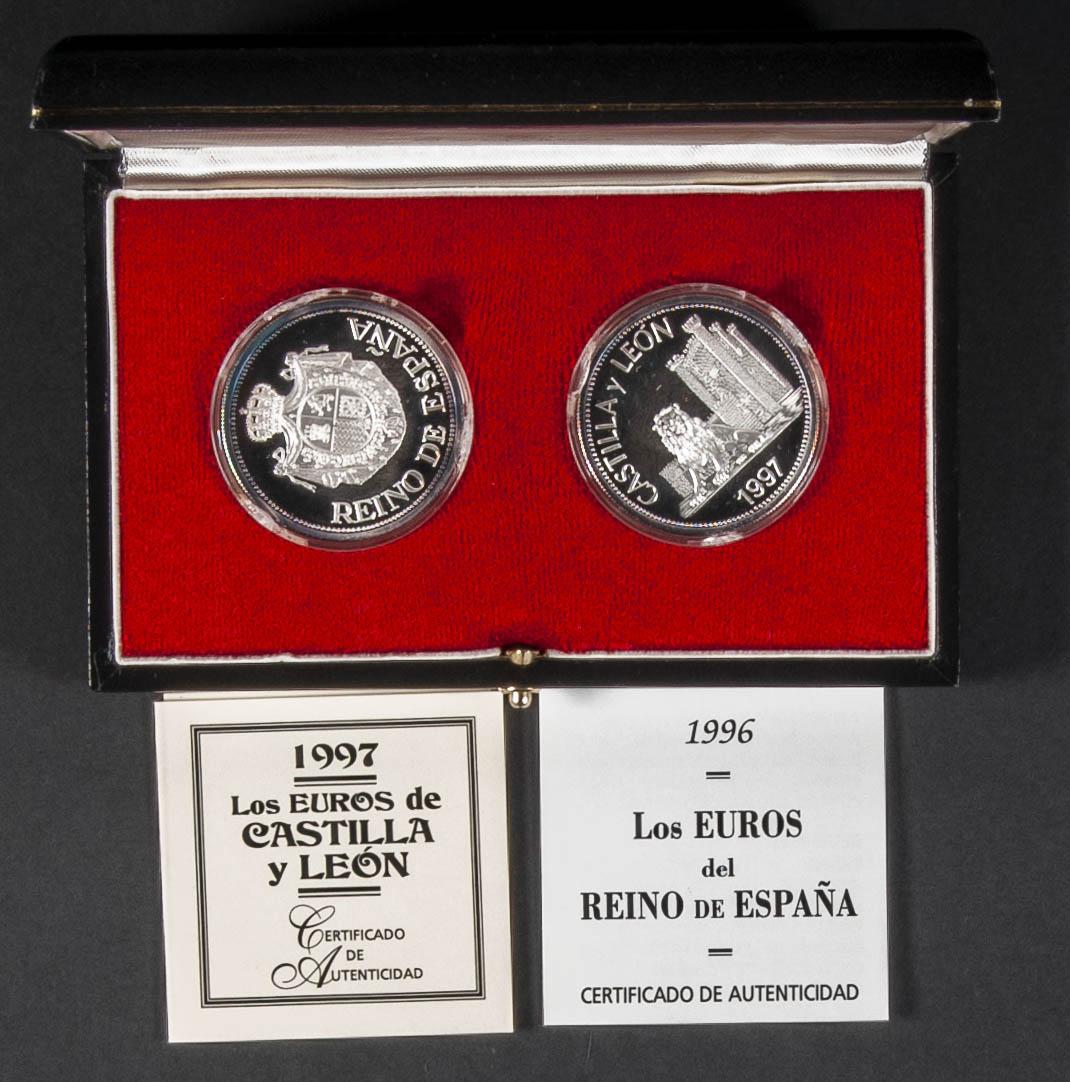 REINO DE ESPAÑA
CASTILLA y LEÓN
1997
1997
Los EUROS de
CASTILLA
y LEÓN
CERTIFICADO
DE
AUTENTICIDAD
1996
Los EUROS
del
REINO DE ESPAÑA
CERTIFICADO DE AUTENTICIDAD